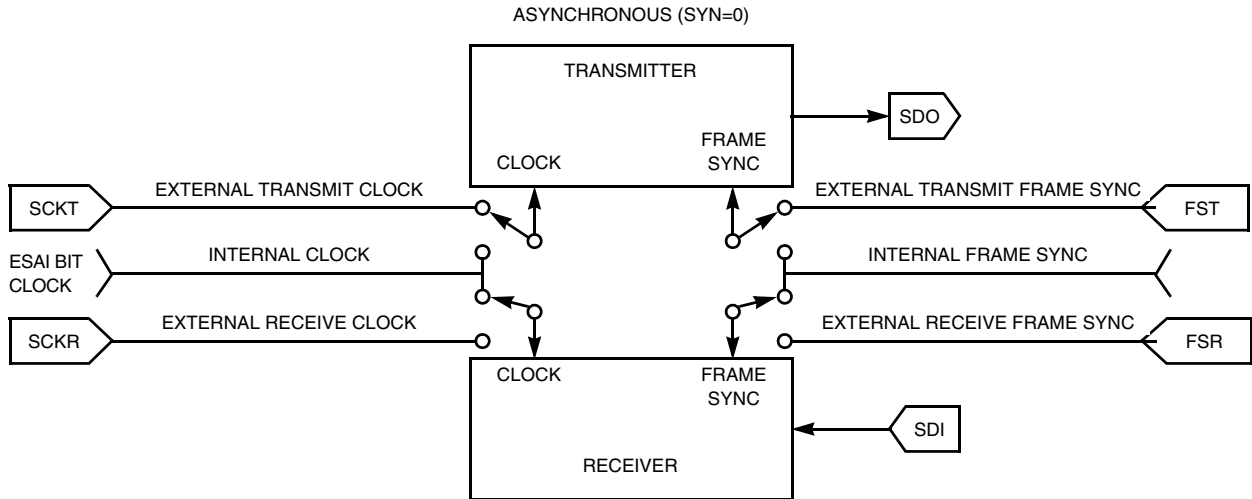 ASYNCHRONOUS (SYN=0)
TRANSMITTER
SDO
CLOCK
FRAME
SYNC
SCKT
EXTERNAL TRANSMIT CLOCK
EXTERNAL TRANSMIT FRAME SYNC
FST
ESAI BIT
CLOCK
INTERNAL CLOCK
INTERNAL FRAME SYNC
SCKR
EXTERNAL RECEIVE CLOCK
EXTERNAL RECEIVE FRAME SYNC
FSR
CLOCK
FRAME
SYNC
SDI
RECEIVER